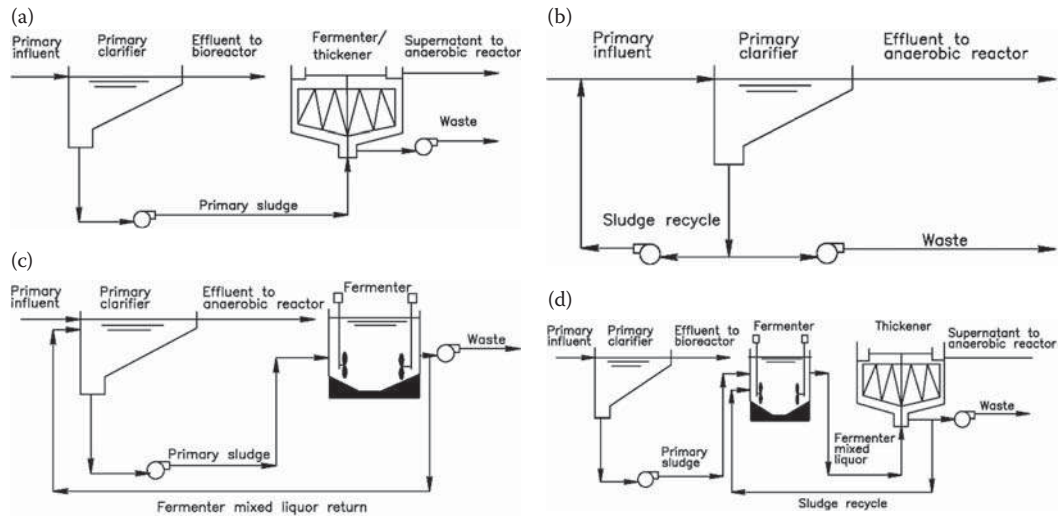 (a)
Primary
influent
Primary
clarifier
Effluent to
bioreactor
Fermenter/
thickener
Supernatant to
anaerobic reactor
Waste
Primary sludge
(b)
Primary
influent
Primary
clarifier
Effluent to
anaerobic reactor
Sludge recycle
Waste
(c)
Primary
influent
Primary
clarifier
Effluent to
anaerobic reactor
Fermenter
Waste
Primary sludge
Fermenter mixed liquor return
(d)
Primary
influent
Primary
clarifier
Effluent to
bioreactor
Fermenter
Thickener
Supernatant to
anaerobic reactor
Waste
Primary
sludge
Fermenter
mixed
liquor
Sludge recycle